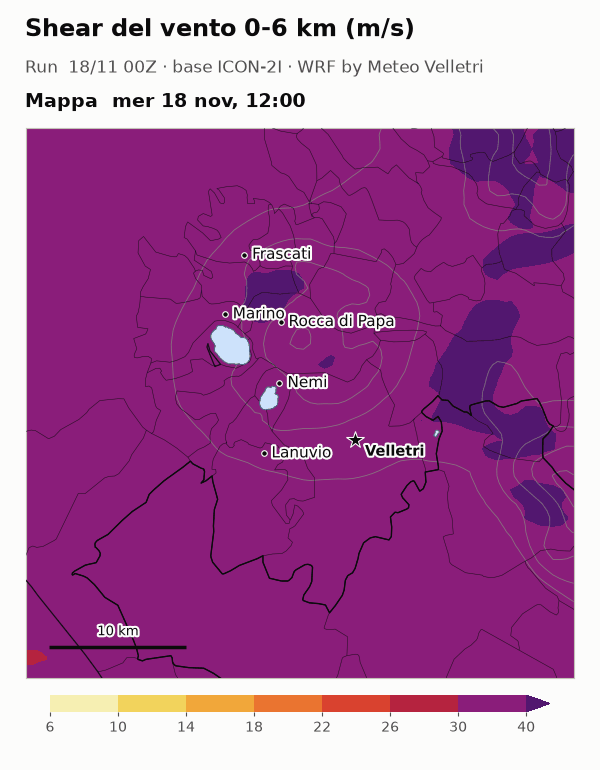 Shear del vento 0-6 km (m/s)
Run  18/11 00Z · base ICON-2I · WRF by Meteo Velletri
Mappa  mer 18 nov, 12:00
Frascati
Marino
Rocca di Papa
Nemi
Velletri
Lanuvio
10 km
6 10 14 18 22 26 30 40